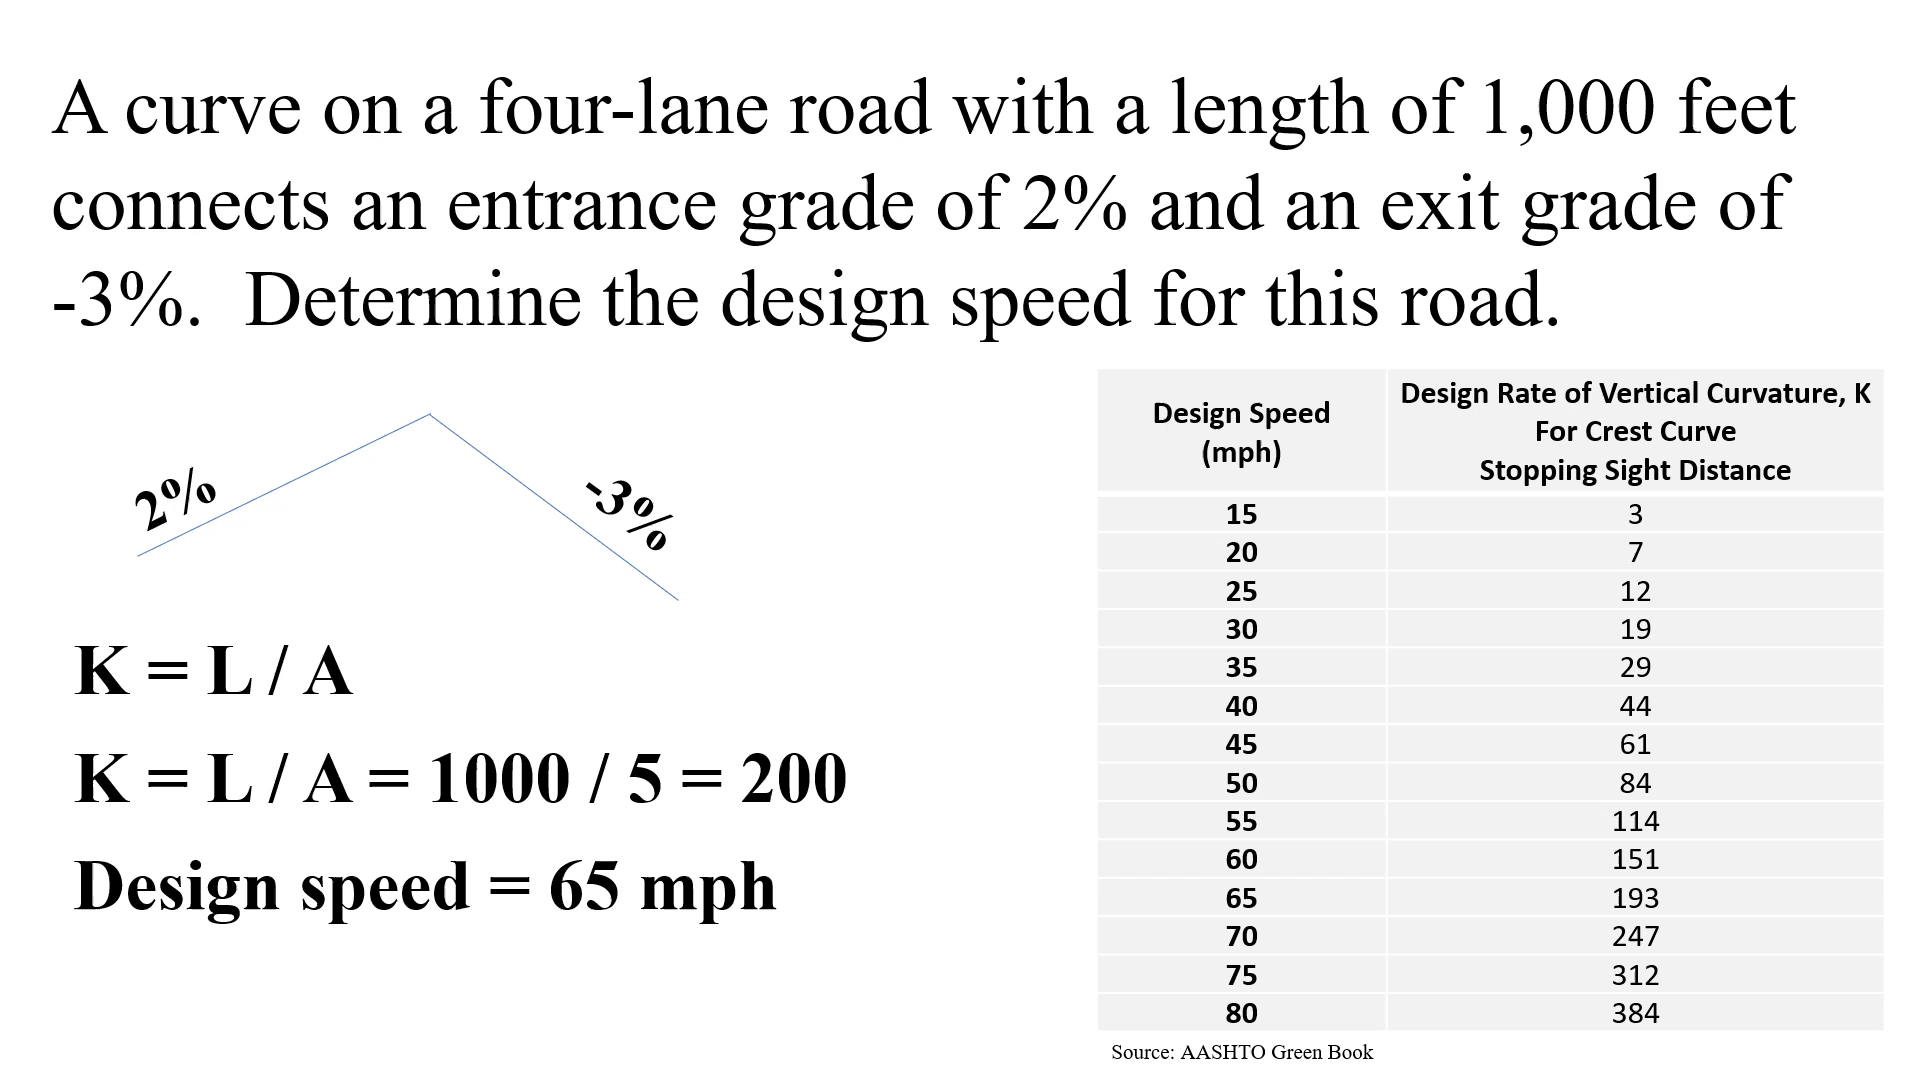 A curve on a four-lane road with a length of 1,000 feet
connects an entrance grade of 2% and an exit grade of
-3%.  Determine the design speed for this road.
2%
-3%
K = L / A
K = L / A = 1000 / 5 = 200
Design speed = 65 mph
Design Speed
(mph)
Design Rate of Vertical Curvature, K
For Crest Curve
Stopping Sight Distance
15 3
20 7
25 12
30 19
35 29
40 44
45 61
50 84
55 114
60 151
65 193
70 247
75 312
80 384
Source: AASHTO Green Book